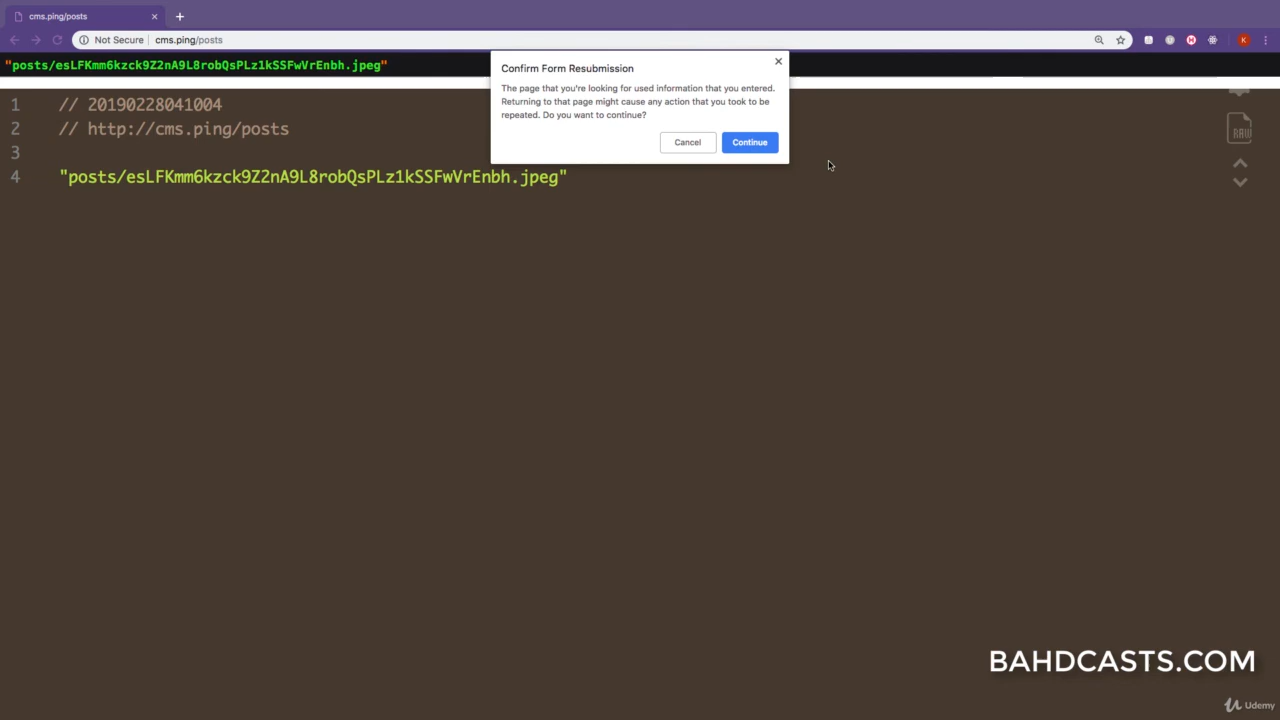 cms.ping/posts
Not Secure cms.ping/posts
K
"posts/esLFKmm6kzck9Z2nA9L8robQsPLz1kSSFwVrEnbh.jpeg"
Confirm Form Resubmission
The page that you're looking for used information that you entered.
Returning to that page might cause any action that you took to be
repeated. Do you want to continue?
Cancel Continue
1 // 20190228041004
2 // http://cms.ping/posts
3
4 "posts/esLFKmm6kzck9Z2nA9L8robQsPLz1kSSFwVrEnbh.jpeg"
RAW
BAHDCASTS.COM
Udemy